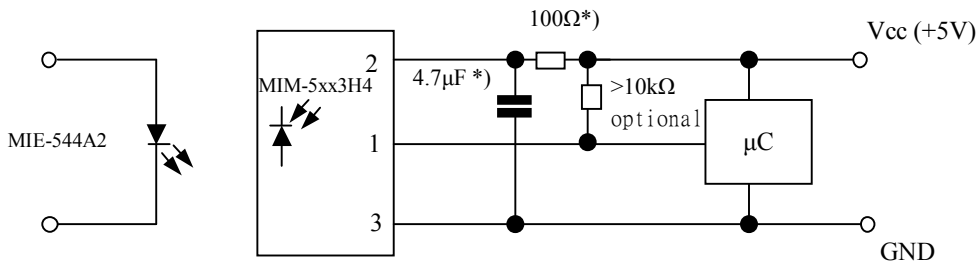 100Ω*)
Vcc (+5V)
2
4.7μF *)
MIM-5xx3H4
>10kΩ
optional
MIE-544A2
1
μC
3
GND